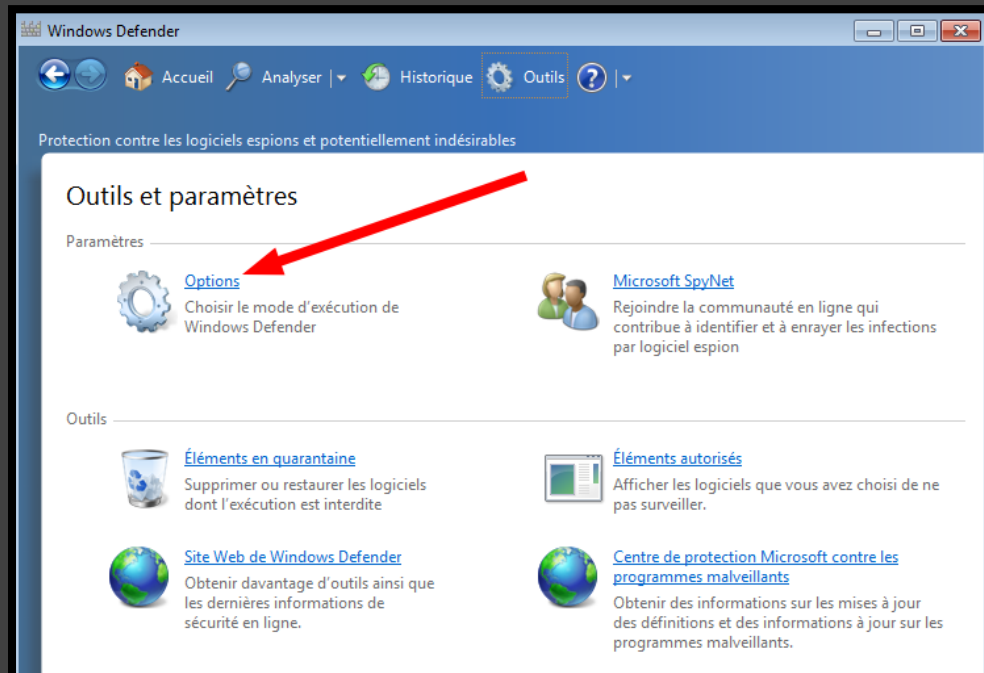 Windows Defender
Accueil Analyser Historique Outils ?
Protection contre les logiciels espions et potentiellement indésirables
Outils et paramètres
Paramètres
Options
Choisir le mode d'exécution de
Windows Defender
Microsoft SpyNet
Rejoindre la communauté en ligne qui
contribue à identifier et à enrayer les infections
par logiciel espion
Outils
Éléments en quarantaine
Supprimer ou restaurer les logiciels
dont l'exécution est interdite
Éléments autorisés
Afficher les logiciels que vous avez choisi de ne
pas surveiller.
Site Web de Windows Defender
Obtenir davantage d'outils ainsi que
les dernières informations de
sécurité en ligne.
Centre de protection Microsoft contre les
programmes malveillants
Obtenir des informations sur les mises à jour
des définitions et des informations à jour sur les
programmes malveillants.